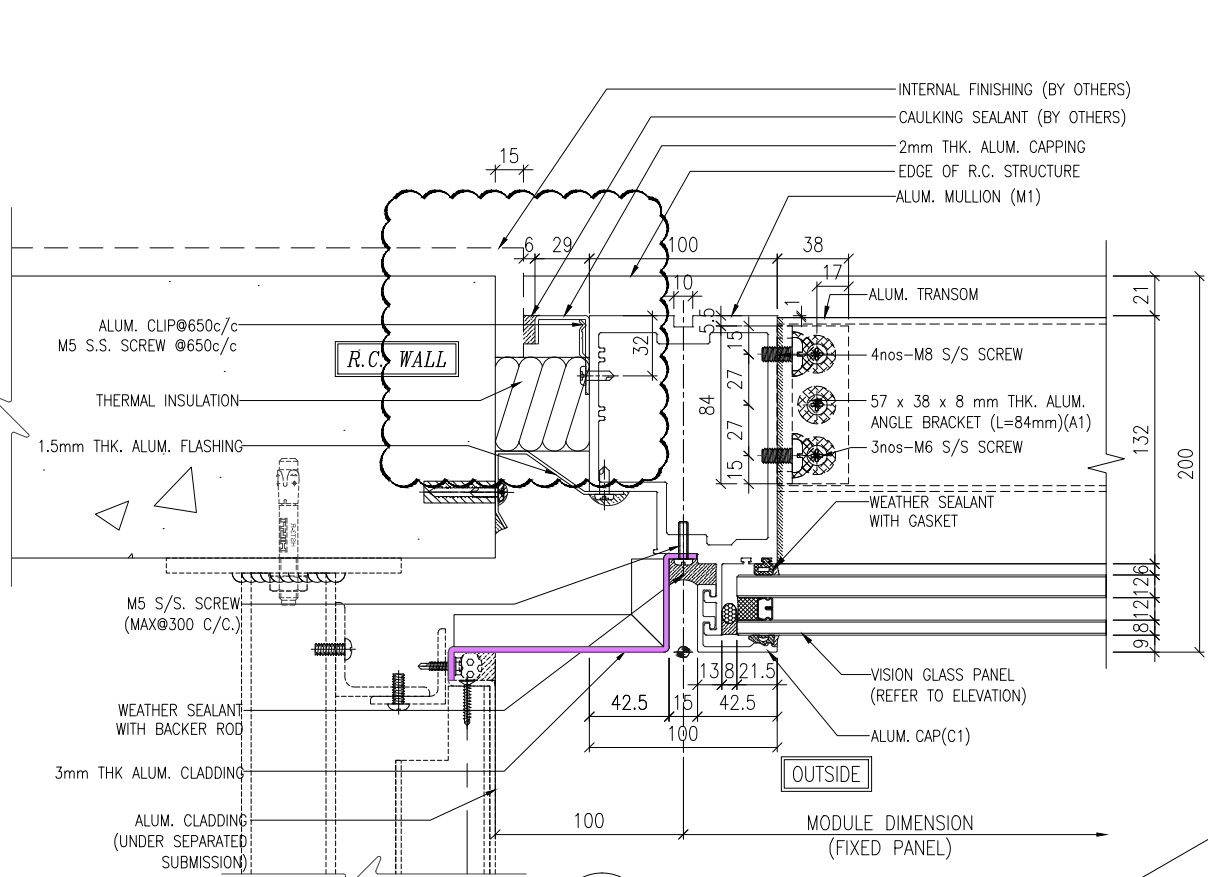 INTERNAL FINISHING (BY OTHERS)
CAULKING SEALANT (BY OTHERS)
2mm THK. ALUM. CAPPING
EDGE OF R.C. STRUCTURE
ALUM. MULLION (M1)
15
6
29
100
38
10
17
1
21
ALUM. TRANSOM
ALUM. CLIP@650c/c
M5 S.S. SCREW @650c/c
R.C. WALL
5.5
15
32
27
84
27
15
4nos-M8 S/S SCREW
THERMAL INSULATION
57 x 38 x 8 mm THK. ALUM.
ANGLE BRACKET (L=84mm)(A1)
3nos-M6 S/S SCREW
132
200
1.5mm THK. ALUM. FLASHING
WEATHER SEALANT
WITH GASKET
6
12
12
8
9
M5 S/S. SCREW
(MAX@300 C/C.)
13
8
21.5
VISION GLASS PANEL
(REFER TO ELEVATION)
42.5
15
42.5
WEATHER SEALANT
WITH BACKER ROD
100
ALUM. CAP(C1)
3mm THK ALUM. CLADDING
OUTSIDE
ALUM. CLADDING
(UNDER SEPARATED
SUBMISSION)
100
MODULE DIMENSION
(FIXED PANEL)